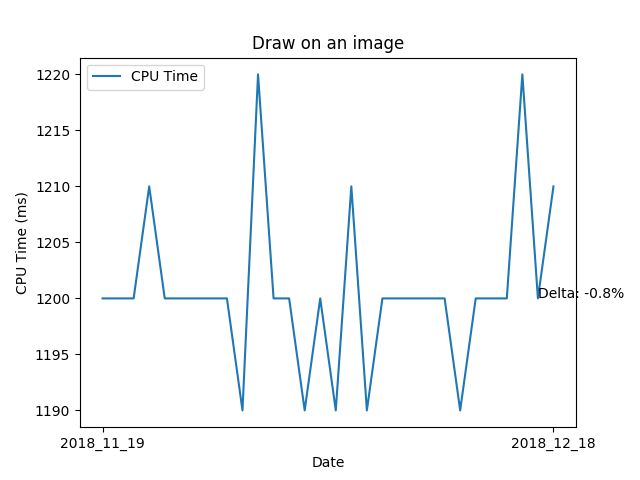 Draw on an image
CPU Time
1220
1215
1210
1205
1200
1195
1190
CPU Time (ms)
Delta: -0.8%
2018_11_19
2018_12_18
Date